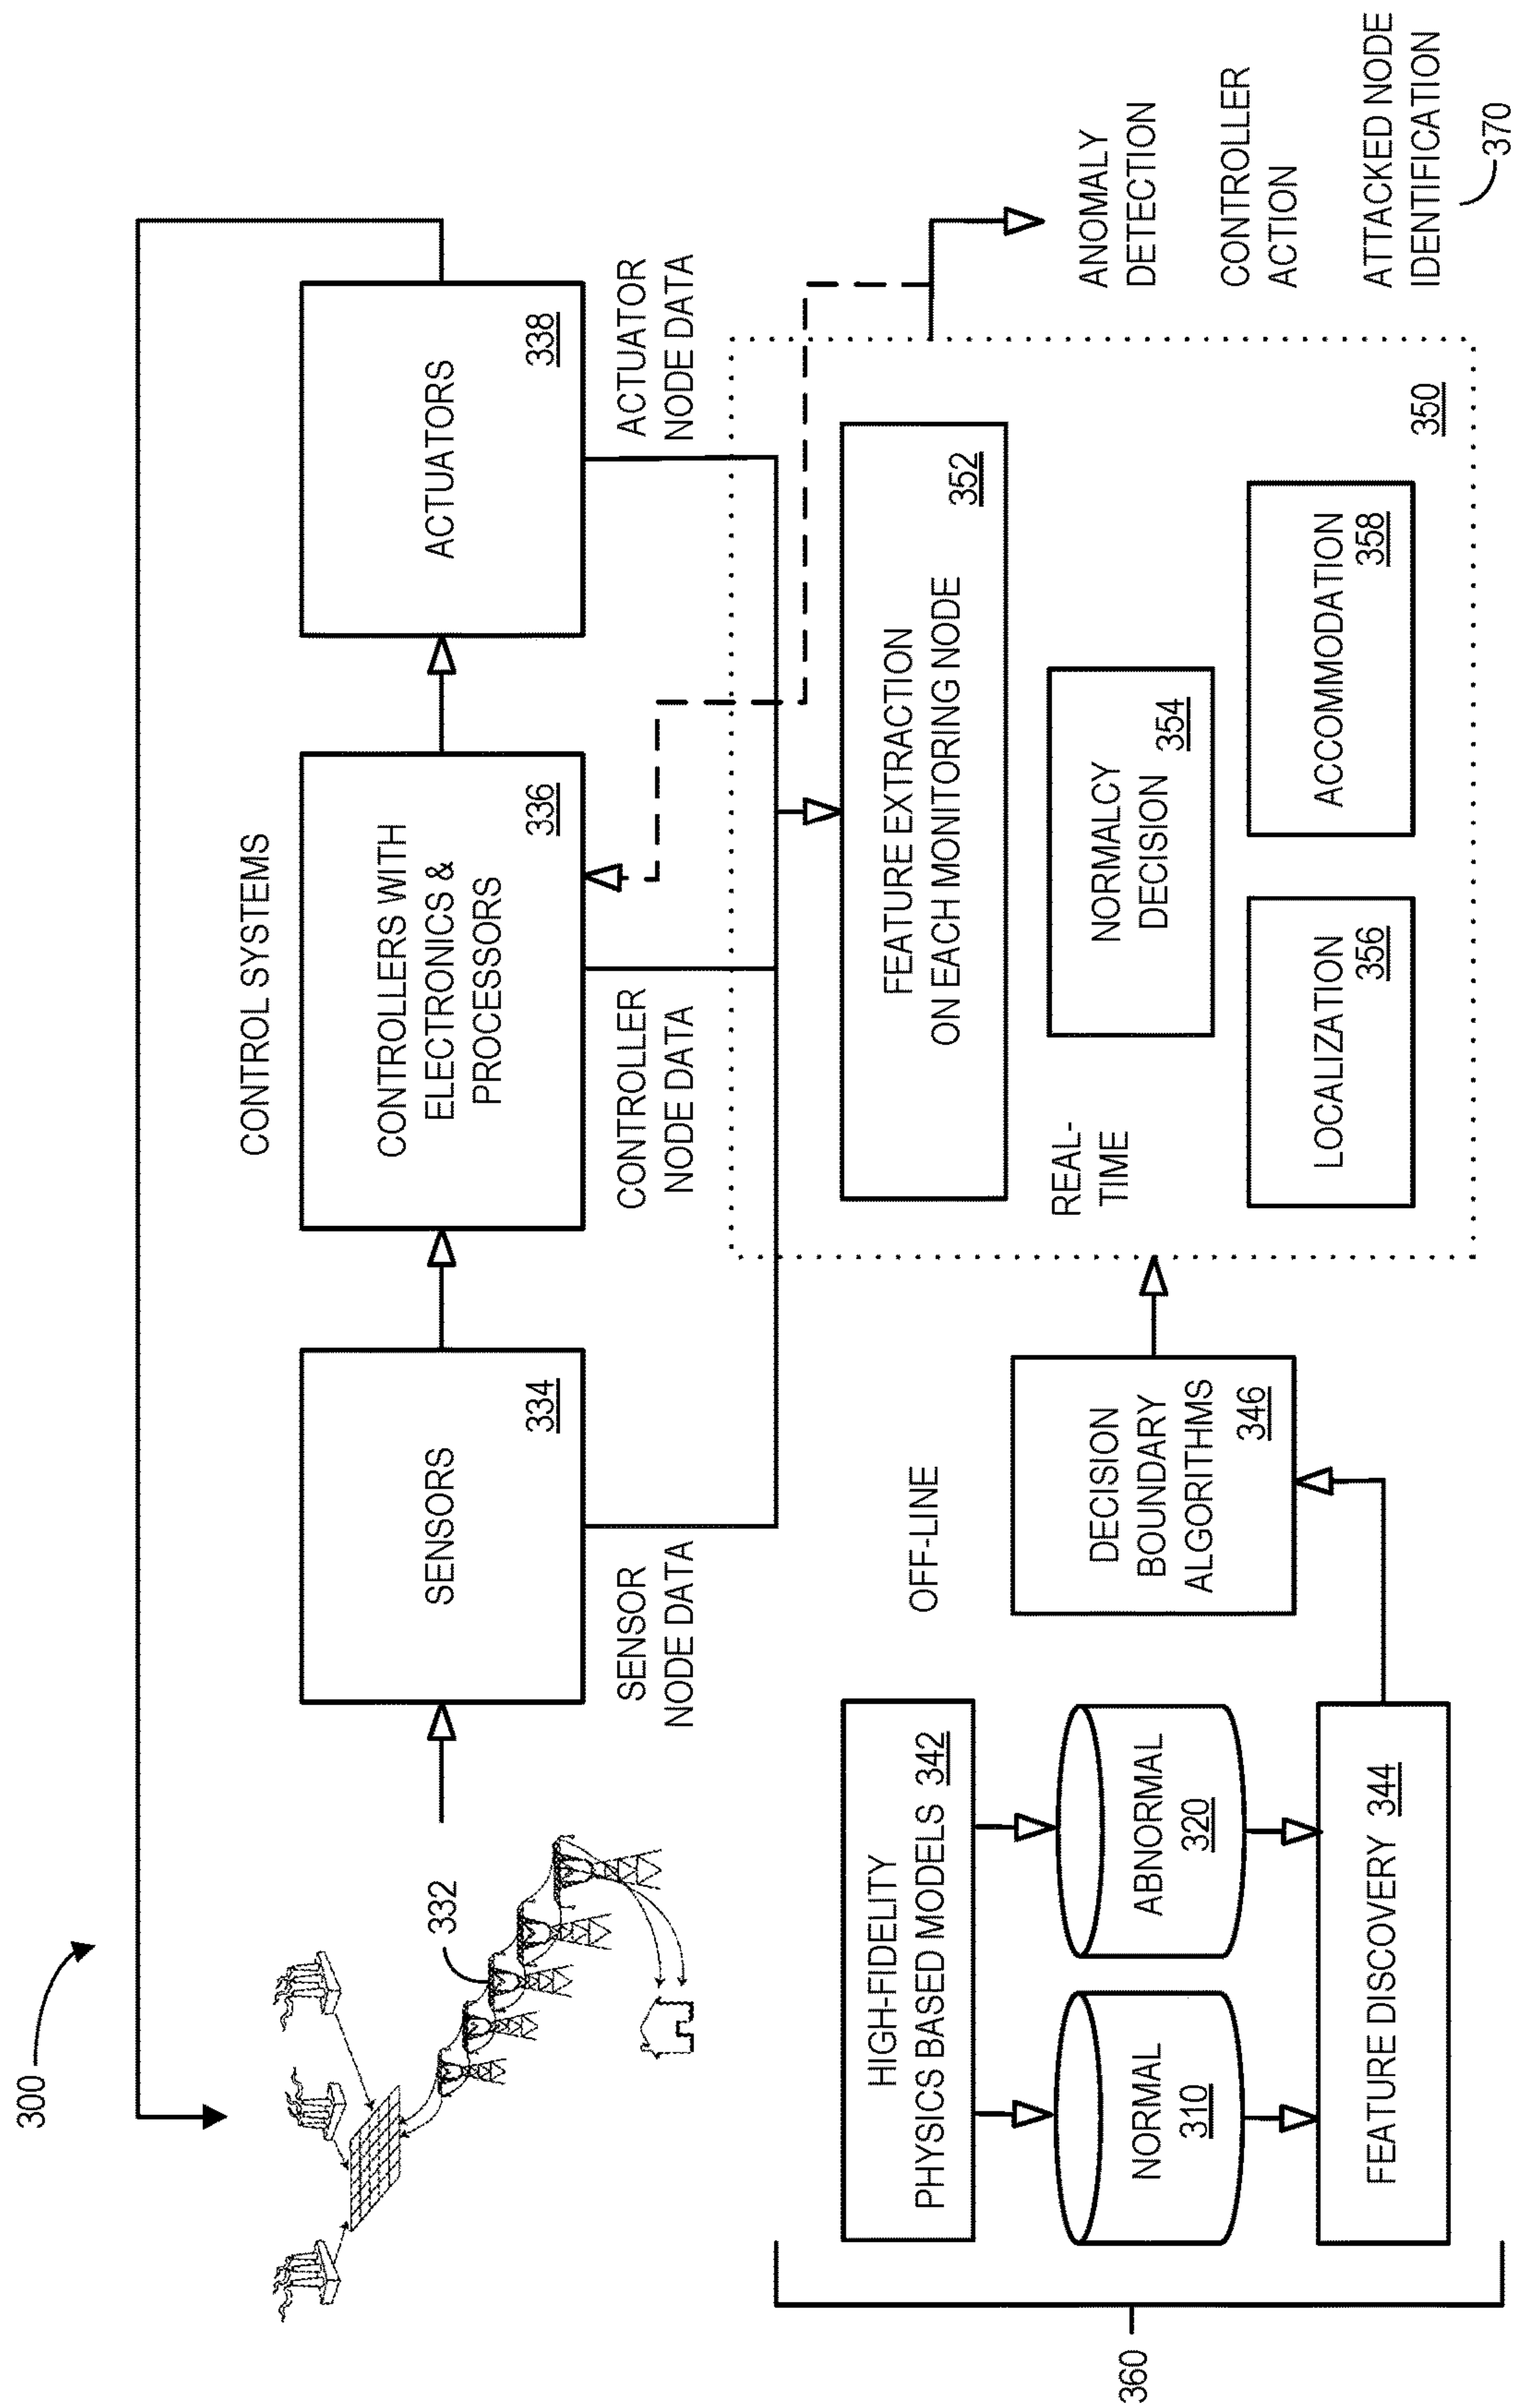 300
CONTROL SYSTEMS
332
SENSORS
334
CONTROLLERS WITH
ELECTRONICS &
PROCESSORS
336
ACTUATORS
338
SENSOR
NODE DATA
CONTROLLER
NODE DATA
ACTUATOR
NODE DATA
360
HIGH-FIDELITY
PHYSICS BASED MODELS 342
NORMAL
310
ABNORMAL
320
FEATURE DISCOVERY 344
OFF-LINE
DECISION
BOUNDARY
ALGORITHMS
346
FEATURE EXTRACTION
ON EACH MONITORING NODE
352
REAL-
TIME
NORMALCY
DECISION
354
LOCALIZATION
356
ACCOMMODATION
358
350
ANOMALY
DETECTION
CONTROLLER
ACTION
ATTACKED NODE
IDENTIFICATION
370